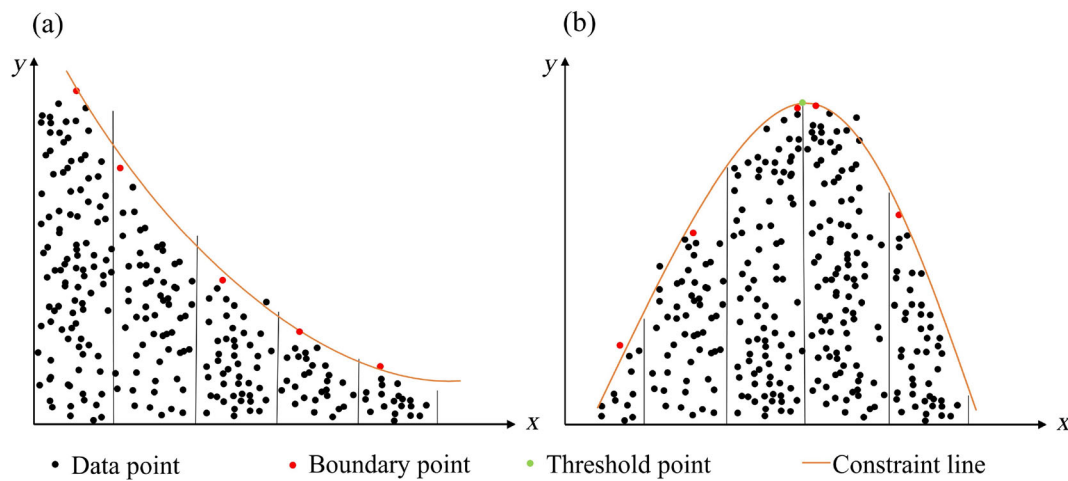 (a)
(b)
y
y
x
x
Data point
Boundary point
Threshold point
Constraint line